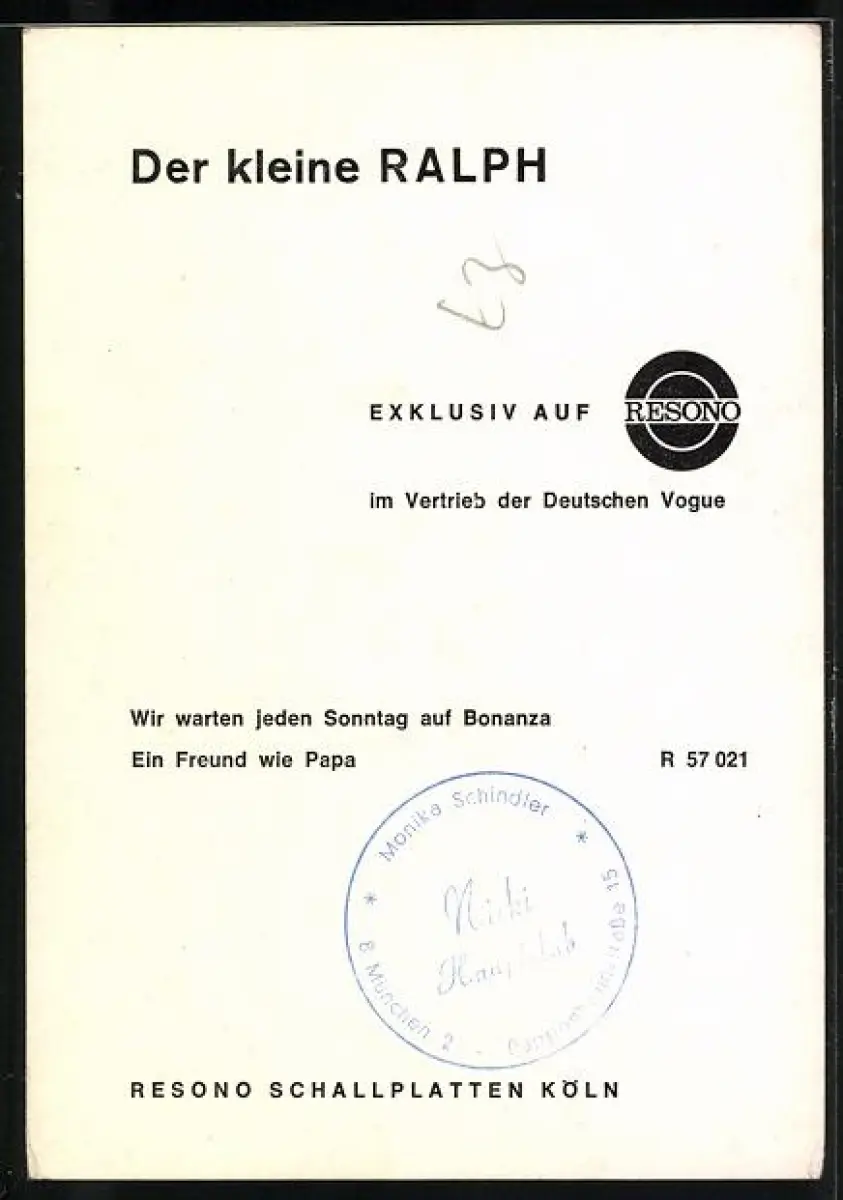 Der kleine RALPH
EXKLUSIV AUF
RESONO
im Vertrieb der Deutschen Vogue
Wir warten jeden Sonntag auf Bonanza
Ein Freund wie Papa R 57 021
* Monika Schindler *
Nicki
8 München 2 -
RESONO SCHALLPLATTEN KÖLN